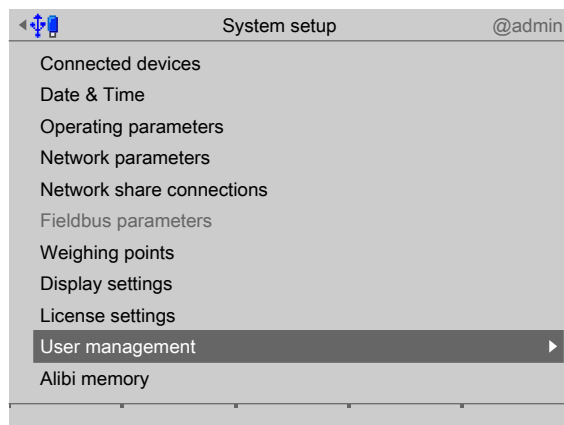 System setup @admin
Connected devices
Date & Time
Operating parameters
Network parameters
Network share connections
Fieldbus parameters
Weighing points
Display settings
License settings
User management
Alibi memory